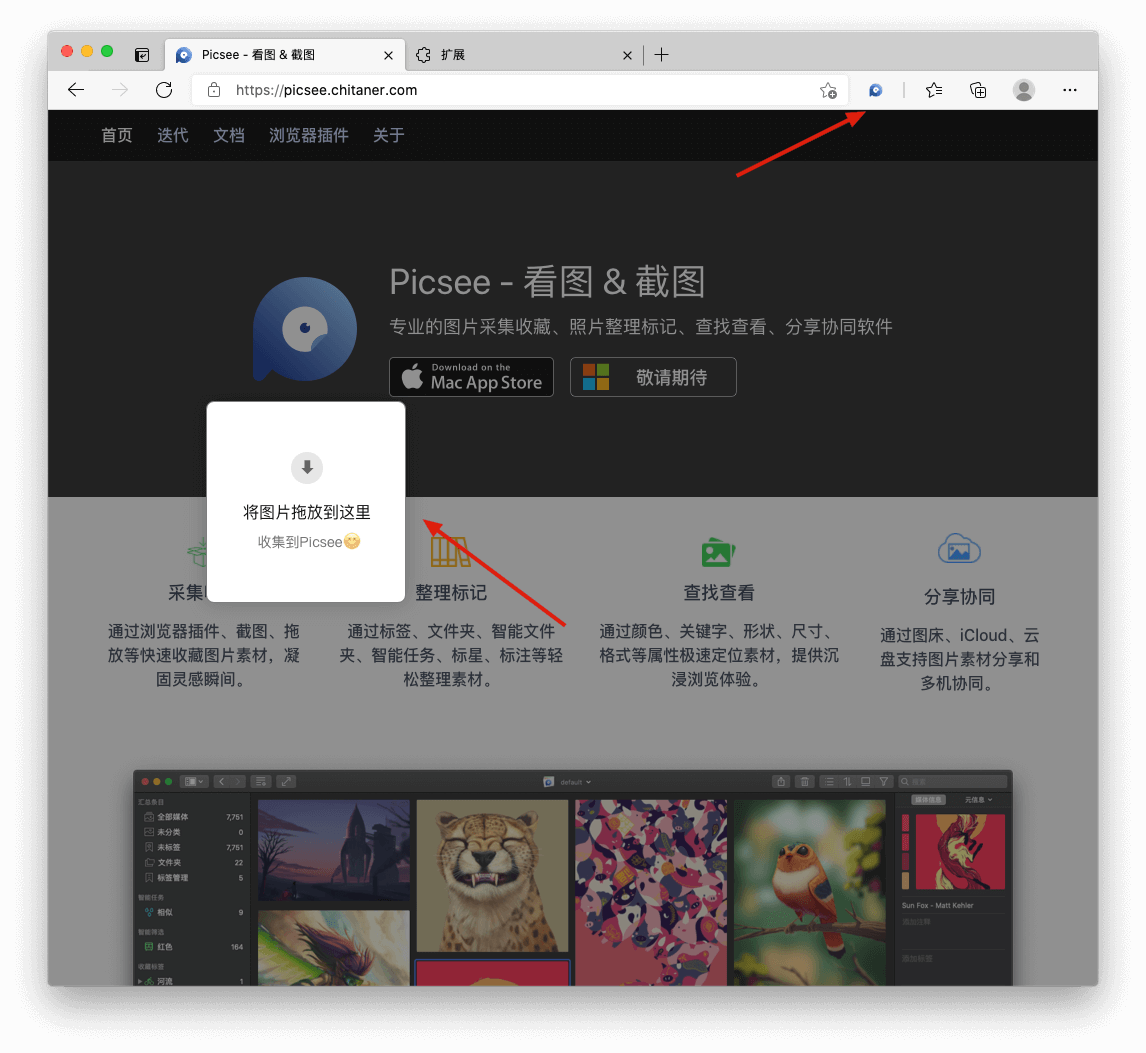 Picsee - 看图 & 截图
扩展
https://picsee.chitaner.com
首页 迭代 文档 浏览器插件 关于
Picsee - 看图 & 截图
专业的图片采集收藏、照片整理标记、查找查看、分享协同软件
Download on the
Mac App Store
敬请期待
将图片拖放到这里
收集到Picsee😊
采集
整理标记
查找查看
分享协同
通过浏览器插件、截图、拖
放等快速收藏图片素材，凝
固灵感瞬间。
通过标签、文件夹、智能文件
夹、智能任务、标星、标注等轻
松整理素材。
通过颜色、关键字、形状、尺寸、
格式等属性极速定位素材，提供沉
浸浏览体验。
通过图床、iCloud、云
盘支持图片素材分享和
多机协同。
default
搜索
汇总条目
全部媒体 7,751
未分类 0
未标签 7,751
文件夹 22
标签管理 5
智能任务
相似 9
智能筛选
红色 164
收藏标签
河流 1
媒体信息 元信息
Sun Fox - Matt Kehler
添加注释
添加标签